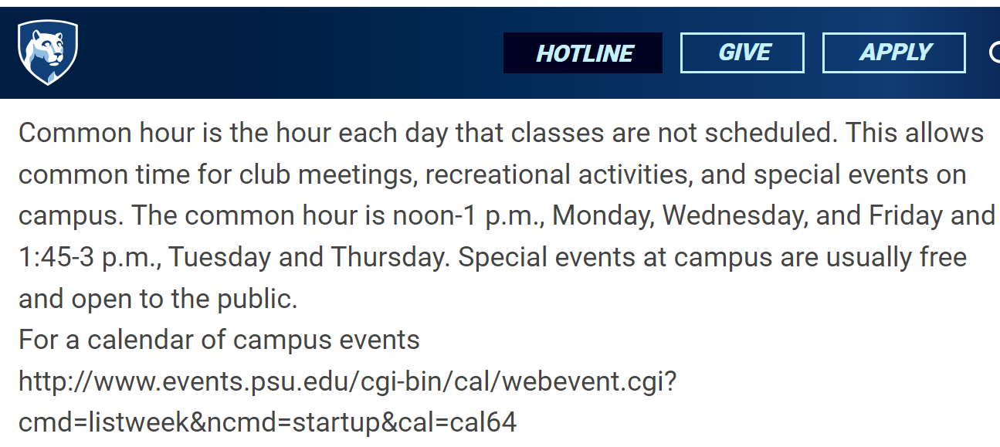 HOTLINE GIVE APPLY
Common hour is the hour each day that classes are not scheduled. This allows
common time for club meetings, recreational activities, and special events on
campus. The common hour is noon-1 p.m., Monday, Wednesday, and Friday and
1:45-3 p.m., Tuesday and Thursday. Special events at campus are usually free
and open to the public.
For a calendar of campus events
http://www.events.psu.edu/cgi-bin/cal/webevent.cgi?
cmd=listweek&ncmd=startup&cal=cal64